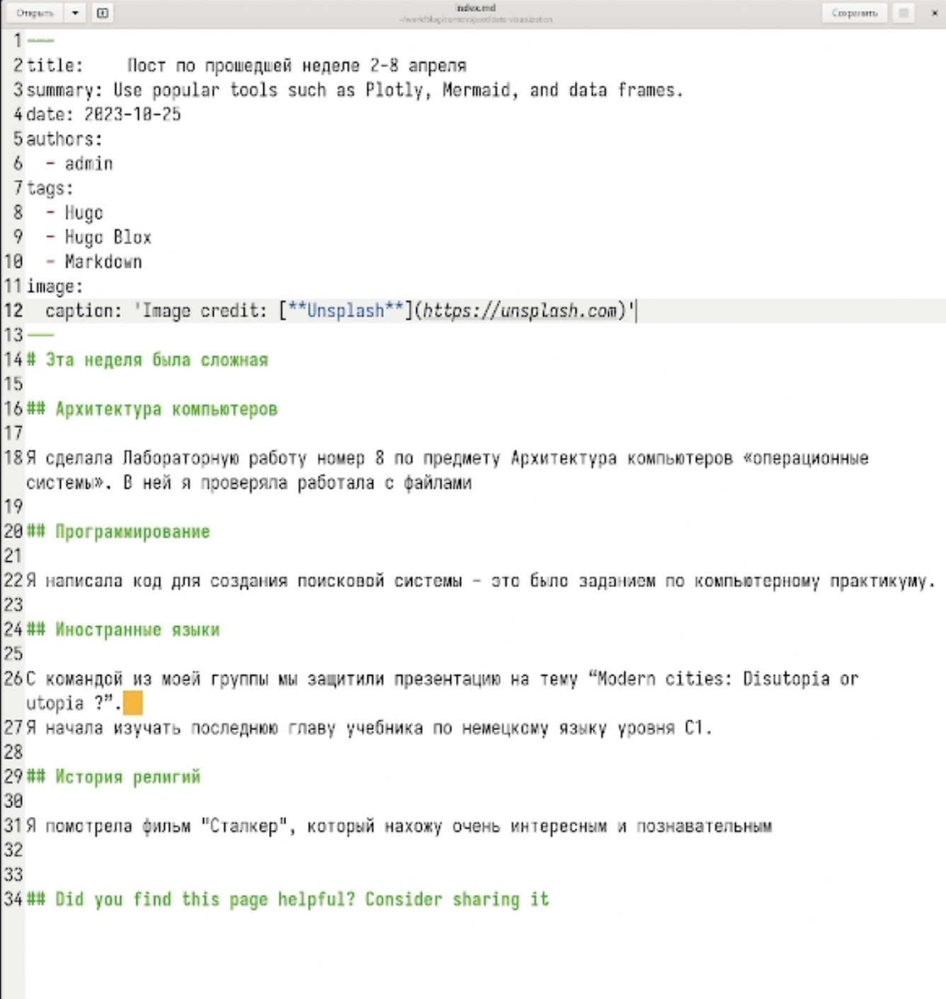 Открыть
index.md
~/work/blog/content/post/data-visualization
Сохранить
1 ---
2 title:    Пост по прошедшей неделе 2-8 апреля
3 summary: Use popular tools such as Plotly, Mermaid, and data frames.
4 date: 2023-10-25
5 authors:
6   - admin
7 tags:
8   - Hugo
9   - Hugo Blox
10   - Markdown
11 image:
12   caption: 'Image credit: [**Unsplash**](https://unsplash.com)'
13 ---
14 # Эта неделя была сложная
15
16 ## Архитектура компьютеров
17
18 Я сделала Лабораторную работу номер 8 по предмету Архитектура компьютеров «операционные
системы». В ней я проверяла работала с файлами
19
20 ## Программирование
21
22 Я написала код для создания поисковой системы - это было заданием по компьютерному практикуму.
23
24 ## Иностранные языки
25
26 С командой из моей группы мы защитили презентацию на тему “Modern cities: Disutopia or
utopia ?”.
27 Я начала изучать последнюю главу учебника по немецкому языку уровня C1.
28
29 ## История религий
30
31 Я помотрела фильм "Сталкер", который нахожу очень интересным и познавательным
32
33
34 ## Did you find this page helpful? Consider sharing it